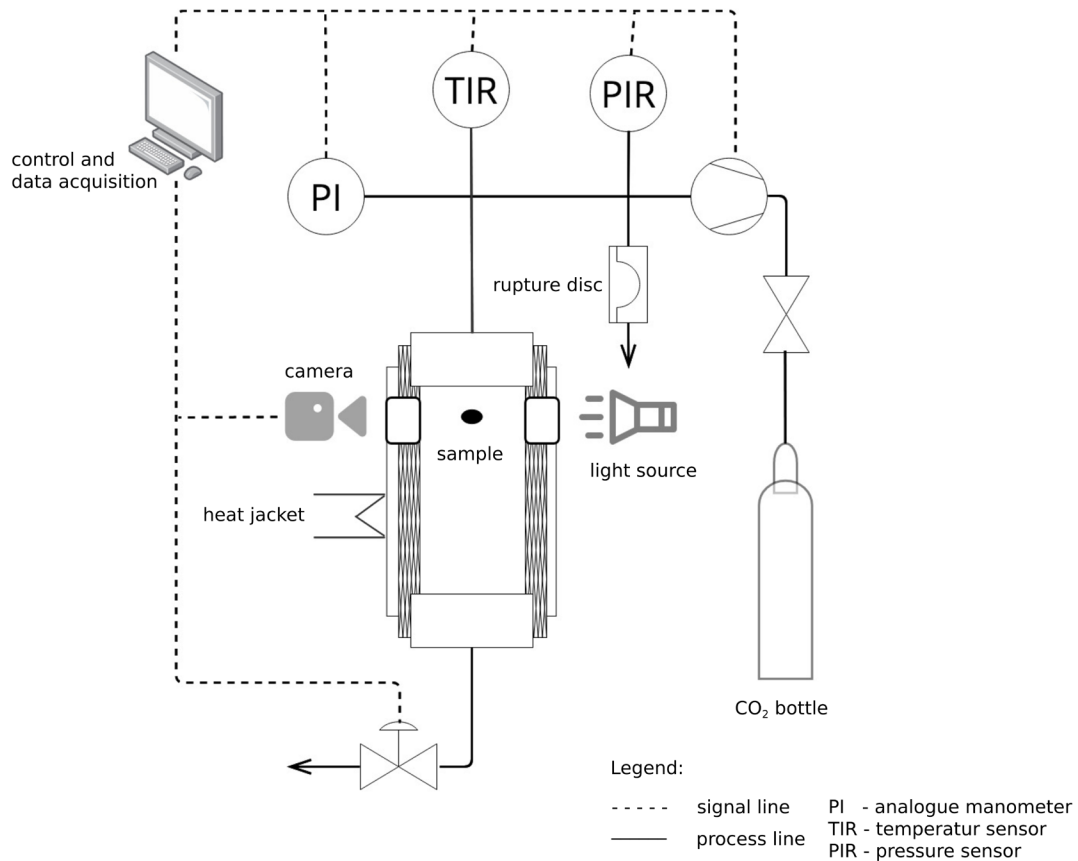 TIR
PIR
control and
data acquisition
PI
rupture disc
camera
sample
light source
heat jacket
CO₂ bottle
Legend:
signal line
process line
PI - analogue manometer
TIR - temperatur sensor
PIR - pressure sensor